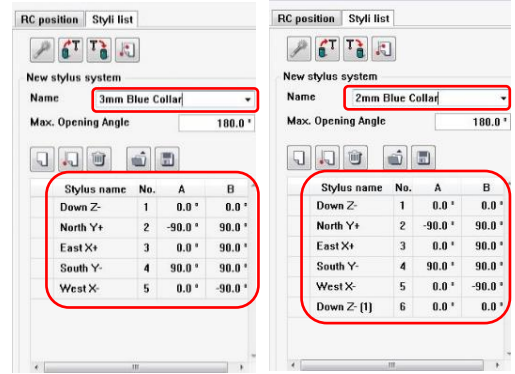 RC position Styli list
New stylus system
Name 3mm Blue Collar
Max. Opening Angle 180.0 °
Stylus name No. A B
Down Z- 1 0.0 ° 0.0 °
North Y+ 2 -90.0 ° 90.0 °
East X+ 3 0.0 ° 90.0 °
South Y- 4 90.0 ° 90.0 °
West X- 5 0.0 ° -90.0 °
RC position Styli list
New stylus system
Name 2mm Blue Collar
Max. Opening Angle 180.0 °
Stylus name No. A B
Down Z- 1 0.0 ° 0.0 °
North Y+ 2 -90.0 ° 90.0 °
East X+ 3 0.0 ° 90.0 °
South Y- 4 90.0 ° 90.0 °
West X- 5 0.0 ° -90.0 °
Down Z- (1) 6 0.0 ° 0.0 °